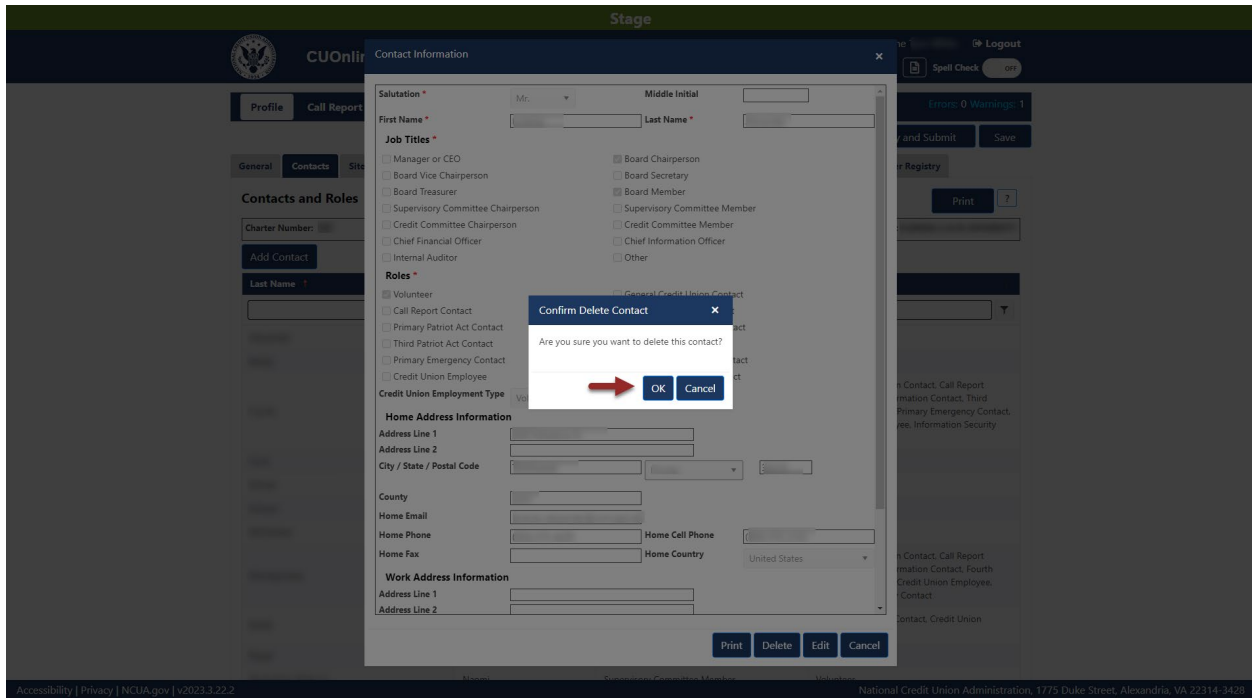 Stage
CUOnlin
ne
Logout
Spell Check OFF
Contact Information ×
Profile Call Report
Errors: 0 Warnings: 1
y and Submit Save
General Contacts Site
r Registry
Contacts and Roles
Print ?
Charter Number:
Add Contact
Last Name ↑
Salutation * Mr. Middle Initial
First Name * Last Name *
Job Titles *
Manager or CEO Board Chairperson
Board Vice Chairperson Board Secretary
Board Treasurer Board Member
Supervisory Committee Chairperson Supervisory Committee Member
Credit Committee Chairperson Credit Committee Member
Chief Financial Officer Chief Information Officer
Internal Auditor Other
Roles *
Volunteer General Credit Union Contact
Call Report Contact
Primary Patriot Act Contact
Third Patriot Act Contact
Primary Emergency Contact
Credit Union Employee
Credit Union Employment Type
Confirm Delete Contact ×
Are you sure you want to delete this contact?
OK Cancel
Home Address Information
Address Line 1
Address Line 2
City / State / Postal Code
County
Home Email
Home Phone Home Cell Phone
Home Fax Home Country United States
Work Address Information
Address Line 1
Address Line 2
Print Delete Edit Cancel
n Contact, Call Report
rmation Contact, Third
Primary Emergency Contact,
yee, Information Security
n Contact, Call Report
rmation Contact, Fourth
Credit Union Employee,
Contact
Contact, Credit Union
Supervisory Committee Member Volunteer
Accessibility | Privacy | NCUA.gov | v2023.3.22.2
National Credit Union Administration, 1775 Duke Street, Alexandria, VA 22314-3428